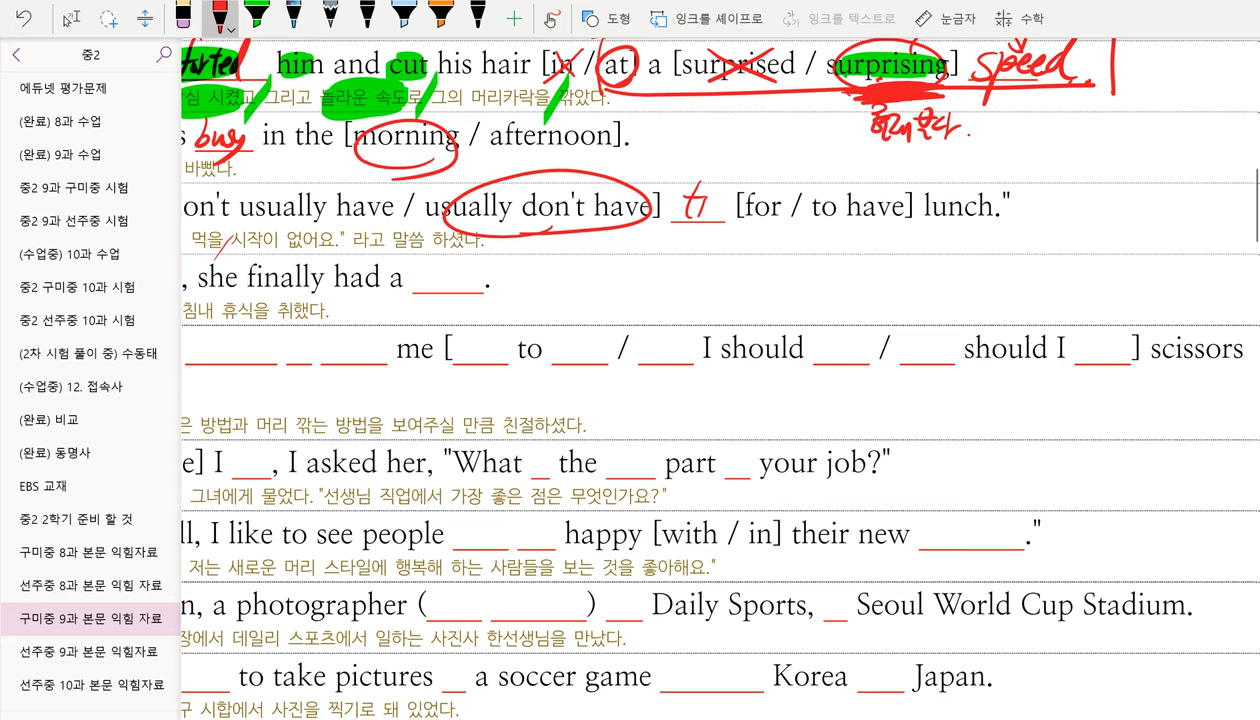 도형
잉크를 셰이프로
잉크를 텍스트로
눈금자
수학
중2
에듀넷 평가문제
(완료) 8과 수업
(완료) 9과 수업
중2 9과 구미중 시험
중2 9과 선주중 시험
(수업중) 10과 수업
중2 구미중 10과 시험
중2 선주중 10과 시험
(2차 시험 풀이 중) 수동태
(수업중) 12. 접속사
(완료) 비교
(완료) 동명사
EBS 교재
중2 2학기 준비 할 것
구미중 8과 본문 익힘자료
선주중 8과 본문 익힘 자료
구미중 9과 본문 익힘 자료
선주중 9과 본문 익힘 자료
선주중 10과 본문 익힘자료
him and cut his hair [in / at] a [surprised / surprising] speed.
심 시켰고 그리고 놀라운 속도로 그의 머리카락을 깎았다.
s busy in the [morning / afternoon].
바빴다.
on't usually have / usually don't have] ti [for / to have] lunch."
먹을 시작이 없어요." 라고 말씀 하셨다.
, she finally had a _____.
침내 휴식을 취했다.
_____ __ _____ me [____ to ____ / ____ I should ____ / ____ should I ____] scissors
은 방법과 머리 깎는 방법을 보여주실 만큼 친절하셨다.
e] I ___, I asked her, "What _ the ___ part _ your job?"
그녀에게 물었다. "선생님 직업에서 가장 좋은 점은 무엇인가요?"
ll, I like to see people ____ ___ happy [with / in] their new _______."
저는 새로운 머리 스타일에 행복해 하는 사람들을 보는 것을 좋아해요."
n, a photographer (____ _______) ___ Daily Sports, _ Seoul World Cup Stadium.
장에서 데일리 스포츠에서 일하는 사진사 한선생님을 만났다.
____ to take pictures _ a soccer game _______ Korea ___ Japan.
구 시합에서 사진을 찍기로 돼 있었다.